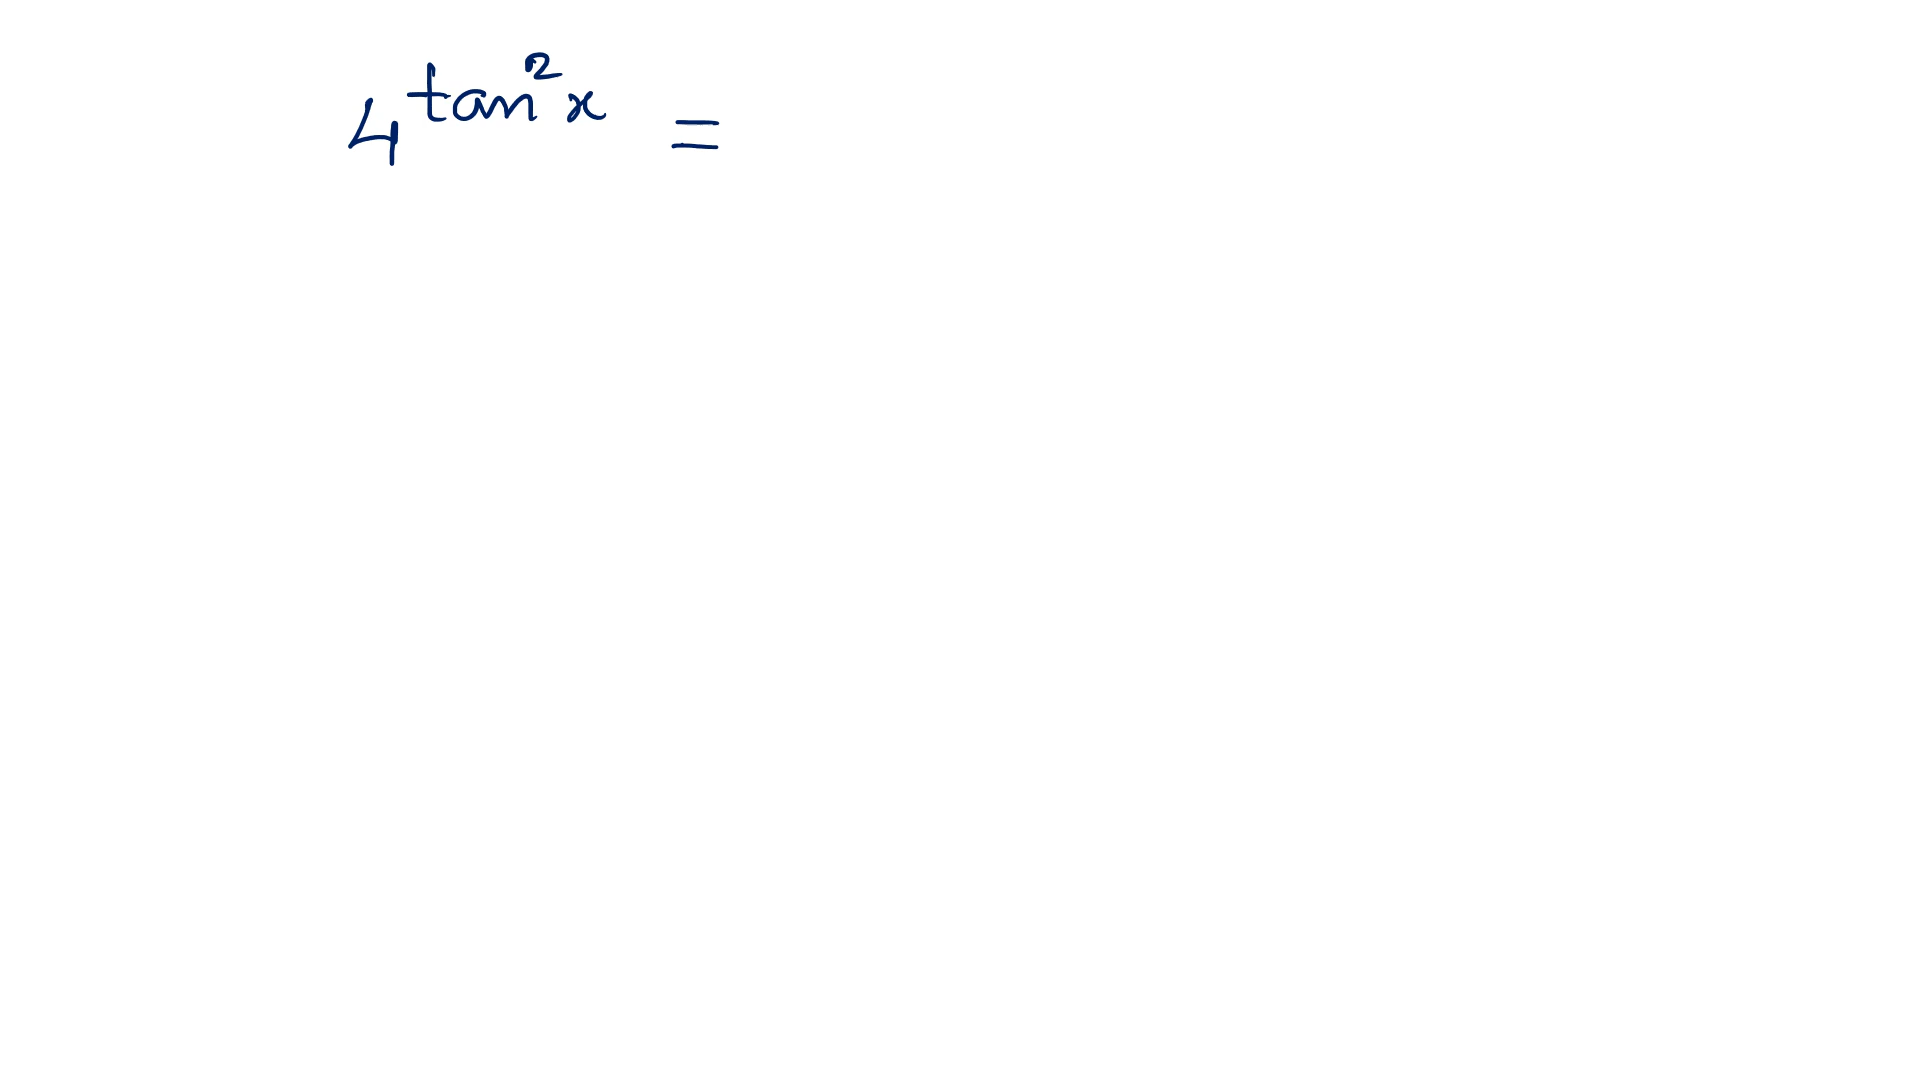 4^tan²x =